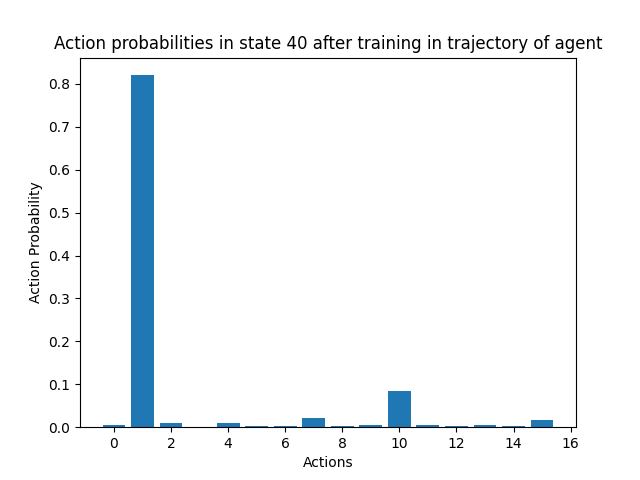 Action probabilities in state 40 after training in trajectory of agent
0.8
0.7
0.6
0.5
0.4
0.3
0.2
0.1
0.0
Action Probability
0 2 4 6 8 10 12 14 16
Actions